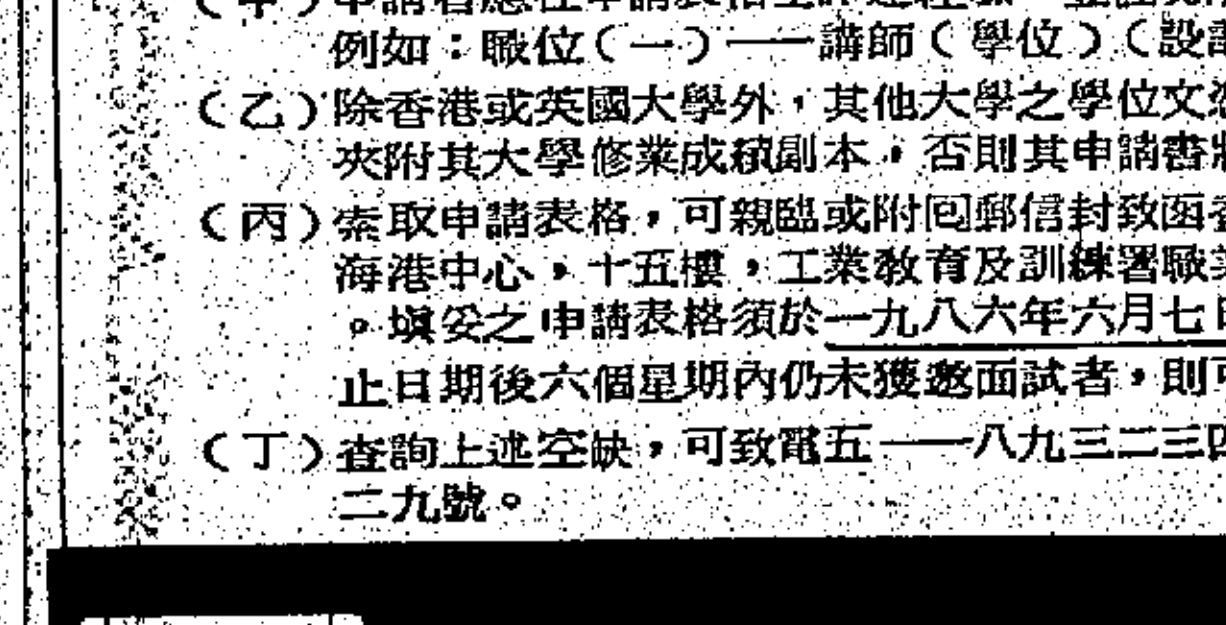 （甲）申請者應在申請表格上
例如：職位（一）——講師（學位）（設
（乙）除香港或英國大學外，其他大學之學位文憑
夾附其大學修業成績副本，否則其申請書
（丙）索取申請表格，可親臨或附回郵信封致函
海港中心，十五樓，工業教育及訓練署職
。塡妥之申請表格須於一九八六年六月七日
止日期後六個星期內仍未獲邀面試者，則可
（丁）查詢上述空缺，可致電五——八九三二三四
二九號。